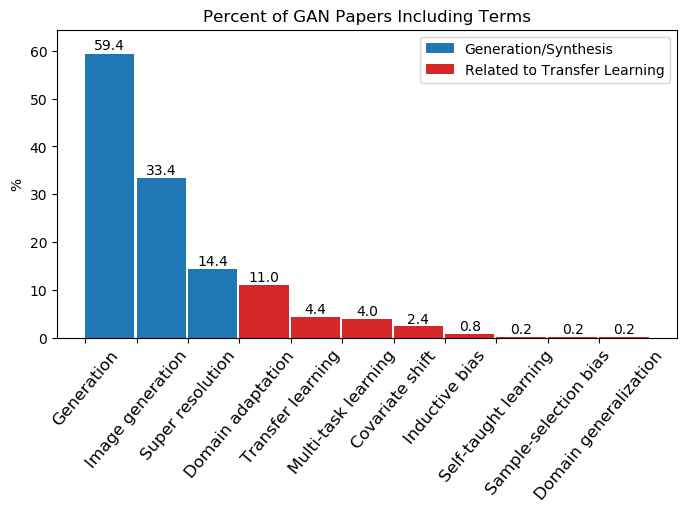 Percent of GAN Papers Including Terms
Generation/Synthesis
Related to Transfer Learning
%
60
50
40
30
20
10
0
59.4
33.4
14.4
11.0
4.4
4.0
2.4
0.8
0.2
0.2
0.2
Generation
Image generation
Super resolution
Domain adaptation
Transfer learning
Multi-task learning
Covariate shift
Inductive bias
Self-taught learning
Sample-selection bias
Domain generalization